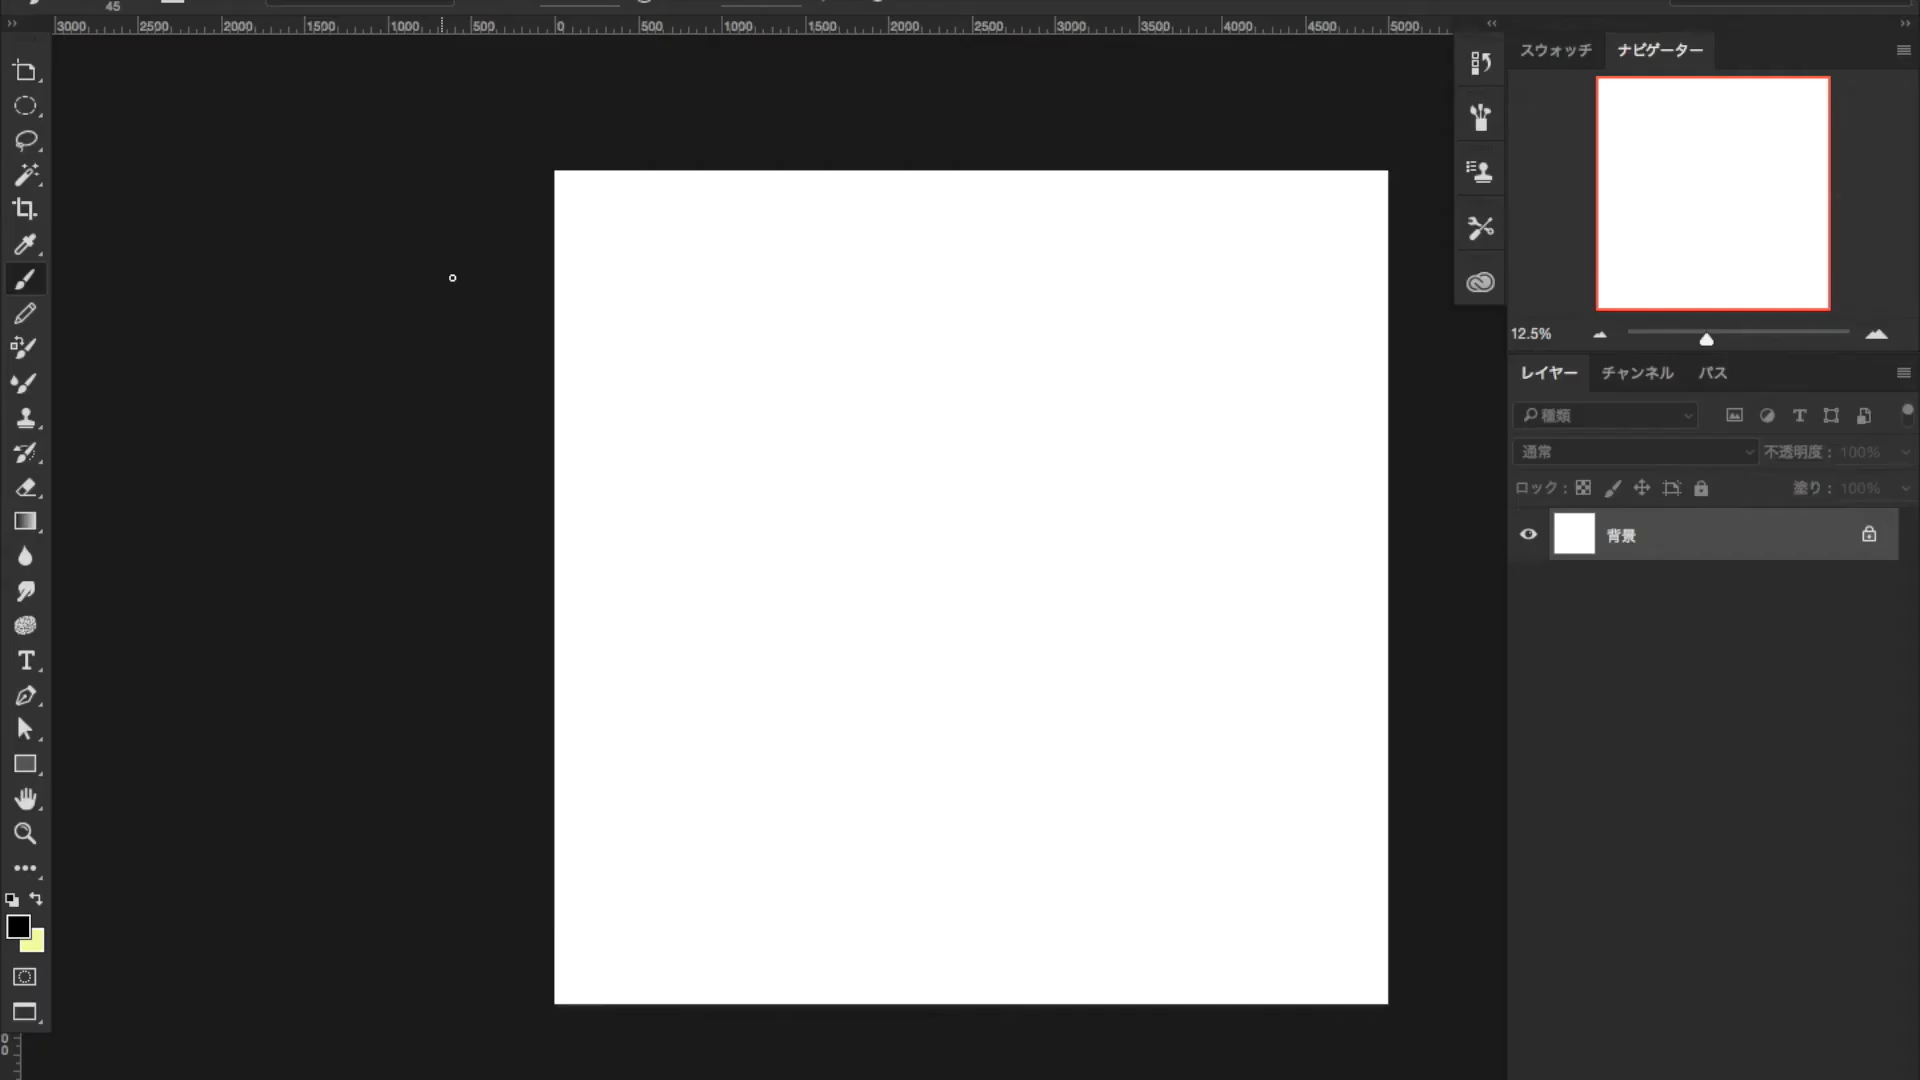 45
3000 2500 2000 1500 1000 500 0 500 1000 1500 2000 2500 3000 3500 4000 4500 5000
スウォッチ ナビゲーター
12.5%
レイヤー チャンネル パス
種類
通常 不透明度： 100%
ロック： 塗り： 100%
背景
0
0